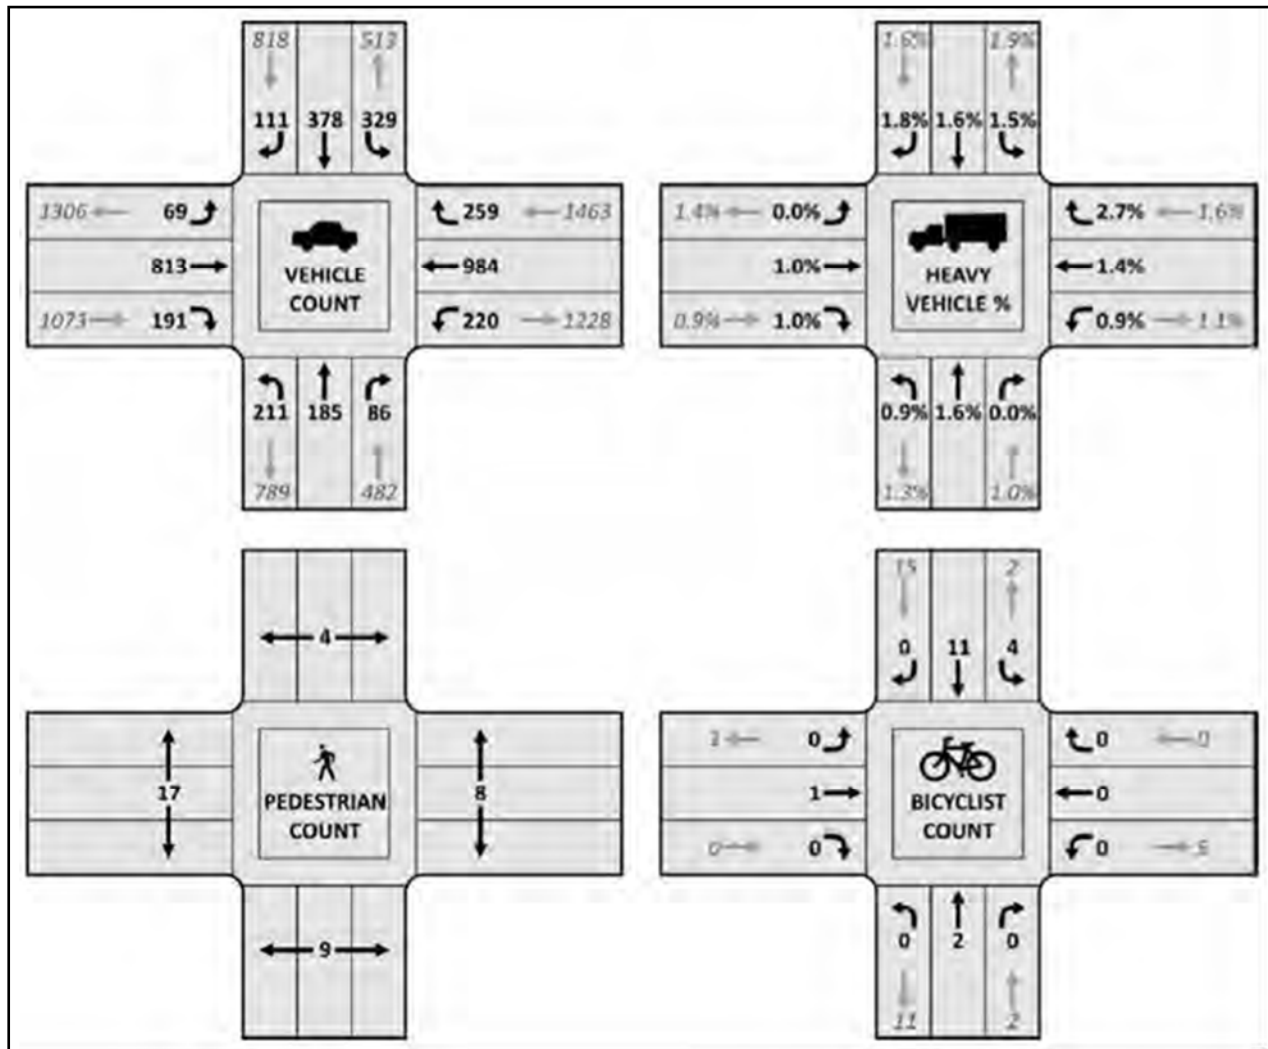 818 513
111 378 329
1306 69 259 1463
VEHICLE
813 984
COUNT
1073 191 220 1228
211 185 86
789 482
1.6% 1.9%
1.8% 1.6% 1.5%
1.4% 0.0% 2.7% 1.6%
HEAVY
1.0% 1.4%
VEHICLE %
0.9% 1.0% 0.9% 1.1%
0.9% 1.6% 0.0%
1.3% 1.0%
4
17 8
PEDESTRIAN
COUNT
9
15 2
0 11 4
1 0 0 0
1 0
BICYCLIST
COUNT
0 0 0
0 2 0
11 2